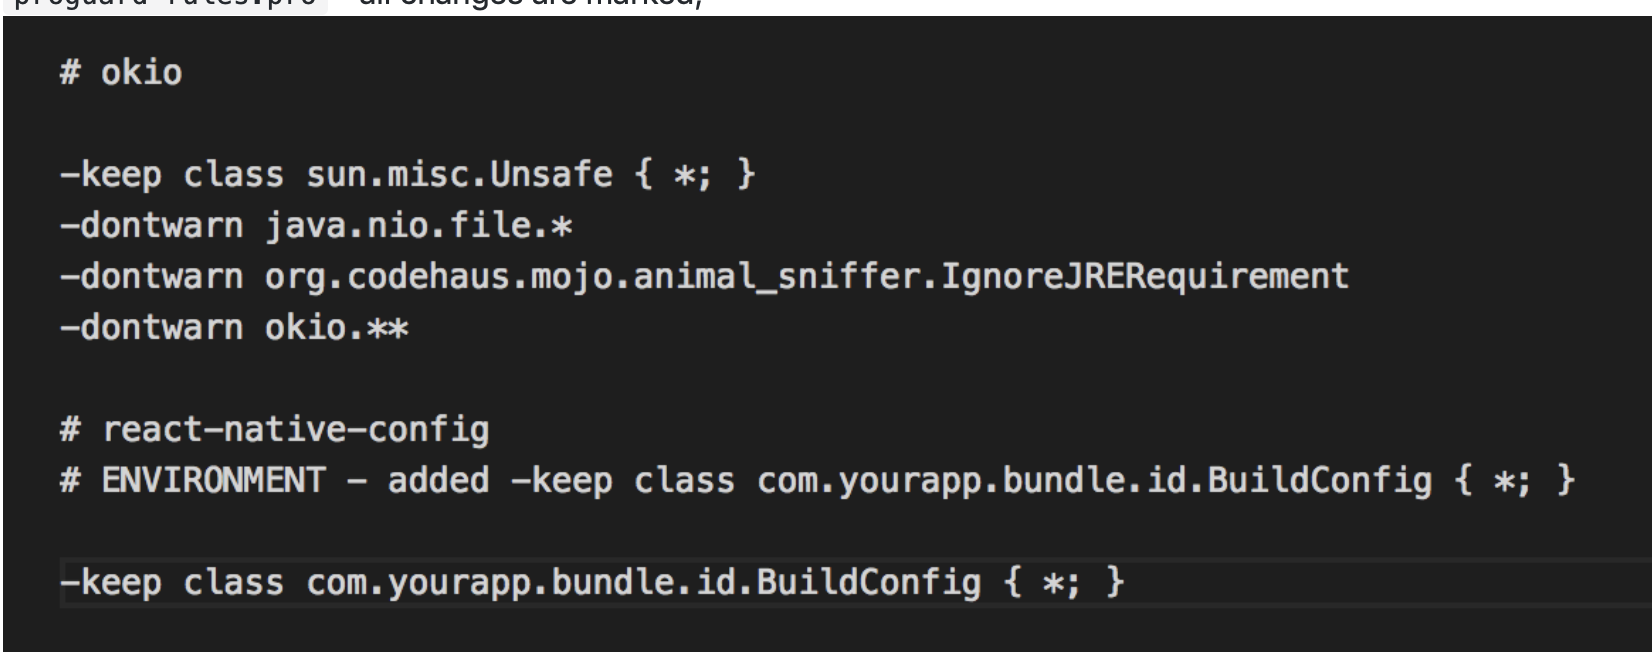 proguard-rules.pro - all changes are marked,
# okio
-keep class sun.misc.Unsafe { *; }
-dontwarn java.nio.file.*
-dontwarn org.codehaus.mojo.animal_sniffer.IgnoreJRERequirement
-dontwarn okio.**
# react-native-config
# ENVIRONMENT - added -keep class com.yourapp.bundle.id.BuildConfig { *; }
-keep class com.yourapp.bundle.id.BuildConfig { *; }